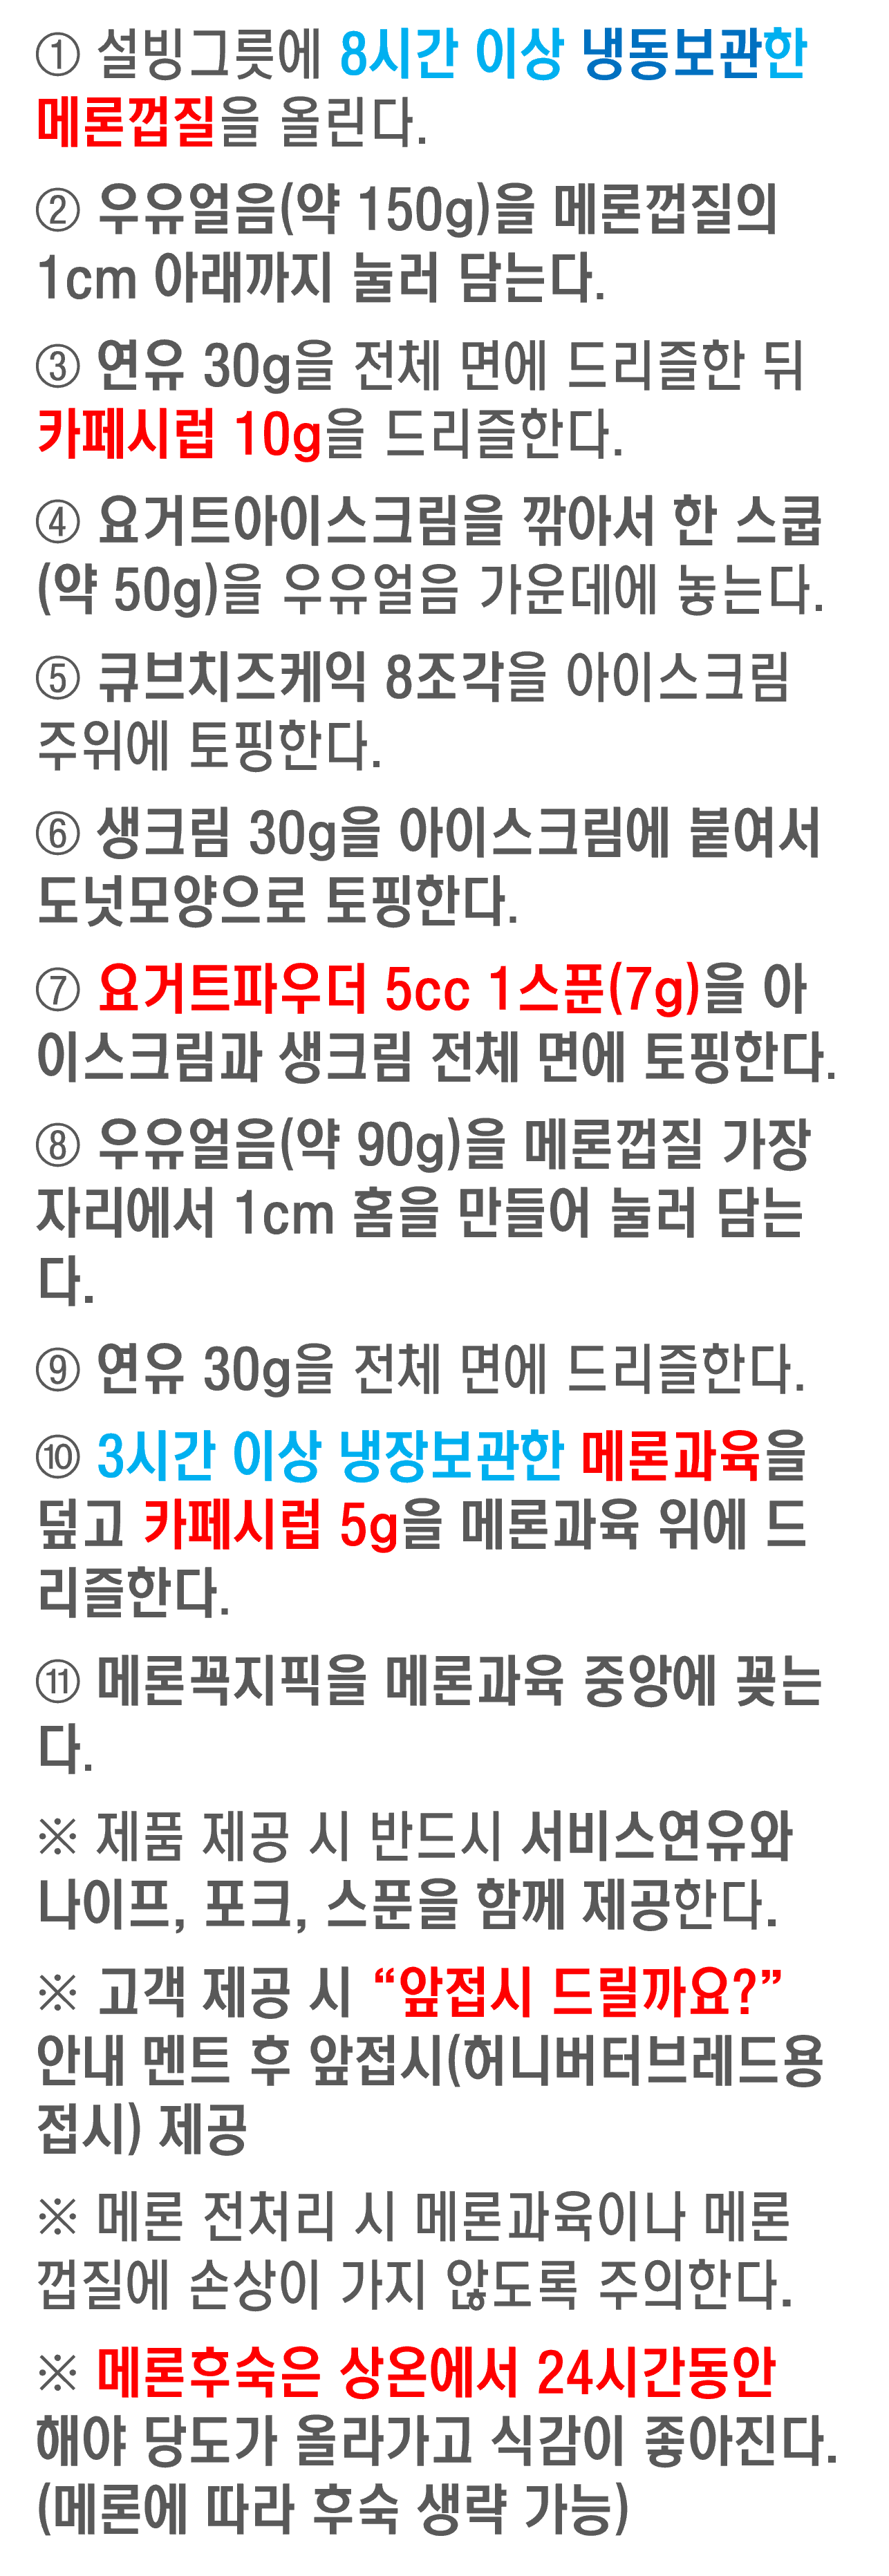 ① 설빙그릇에 8시간 이상 냉동보관한
메론껍질을 올린다.
② 우유얼음(약 150g)을 메론껍질의
1cm 아래까지 눌러 담는다.
③ 연유 30g을 전체 면에 드리즐한 뒤
카페시럽 10g을 드리즐한다.
④ 요거트아이스크림을 깎아서 한 스쿱
(약 50g)을 우유얼음 가운데에 놓는다.
⑤ 큐브치즈케익 8조각을 아이스크림
주위에 토핑한다.
⑥ 생크림 30g을 아이스크림에 붙여서
도넛모양으로 토핑한다.
⑦ 요거트파우더 5cc 1스푼(7g)을 아
이스크림과 생크림 전체 면에 토핑한다.
⑧ 우유얼음(약 90g)을 메론껍질 가장
자리에서 1cm 홈을 만들어 눌러 담는
다.
⑨ 연유 30g을 전체 면에 드리즐한다.
⑩ 3시간 이상 냉장보관한 메론과육을
덮고 카페시럽 5g을 메론과육 위에 드
리즐한다.
⑪ 메론꼭지픽을 메론과육 중앙에 꽂는
다.
※ 제품 제공 시 반드시 서비스연유와
나이프, 포크, 스푼을 함께 제공한다.
※ 고객 제공 시 “앞접시 드릴까요?”
안내 멘트 후 앞접시(허니버터브레드용
접시) 제공
※ 메론 전처리 시 메론과육이나 메론
껍질에 손상이 가지 않도록 주의한다.
※ 메론후숙은 상온에서 24시간동안
해야 당도가 올라가고 식감이 좋아진다.
(메론에 따라 후숙 생략 가능)